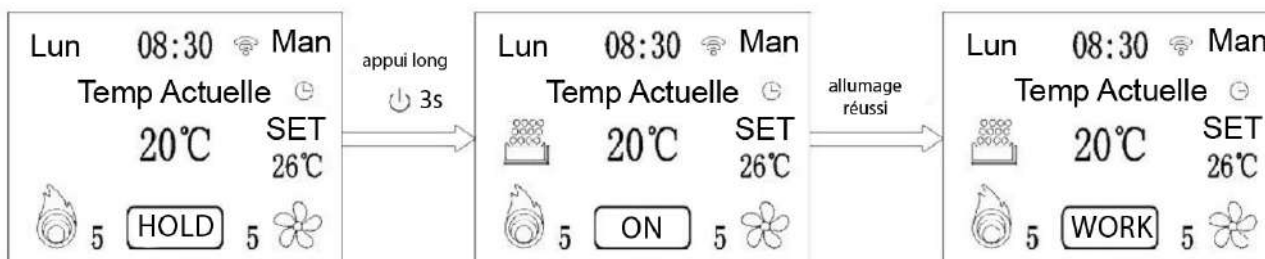 Lun 08:30 Man
Temp Actuelle
20℃
SET
26℃
5 HOLD 5
appui long
3s
Lun 08:30 Man
Temp Actuelle
20℃
SET
26℃
5 ON 5
allumage
réussi
Lun 08:30 Man
Temp Actuelle
20℃
SET
26℃
5 WORK 5